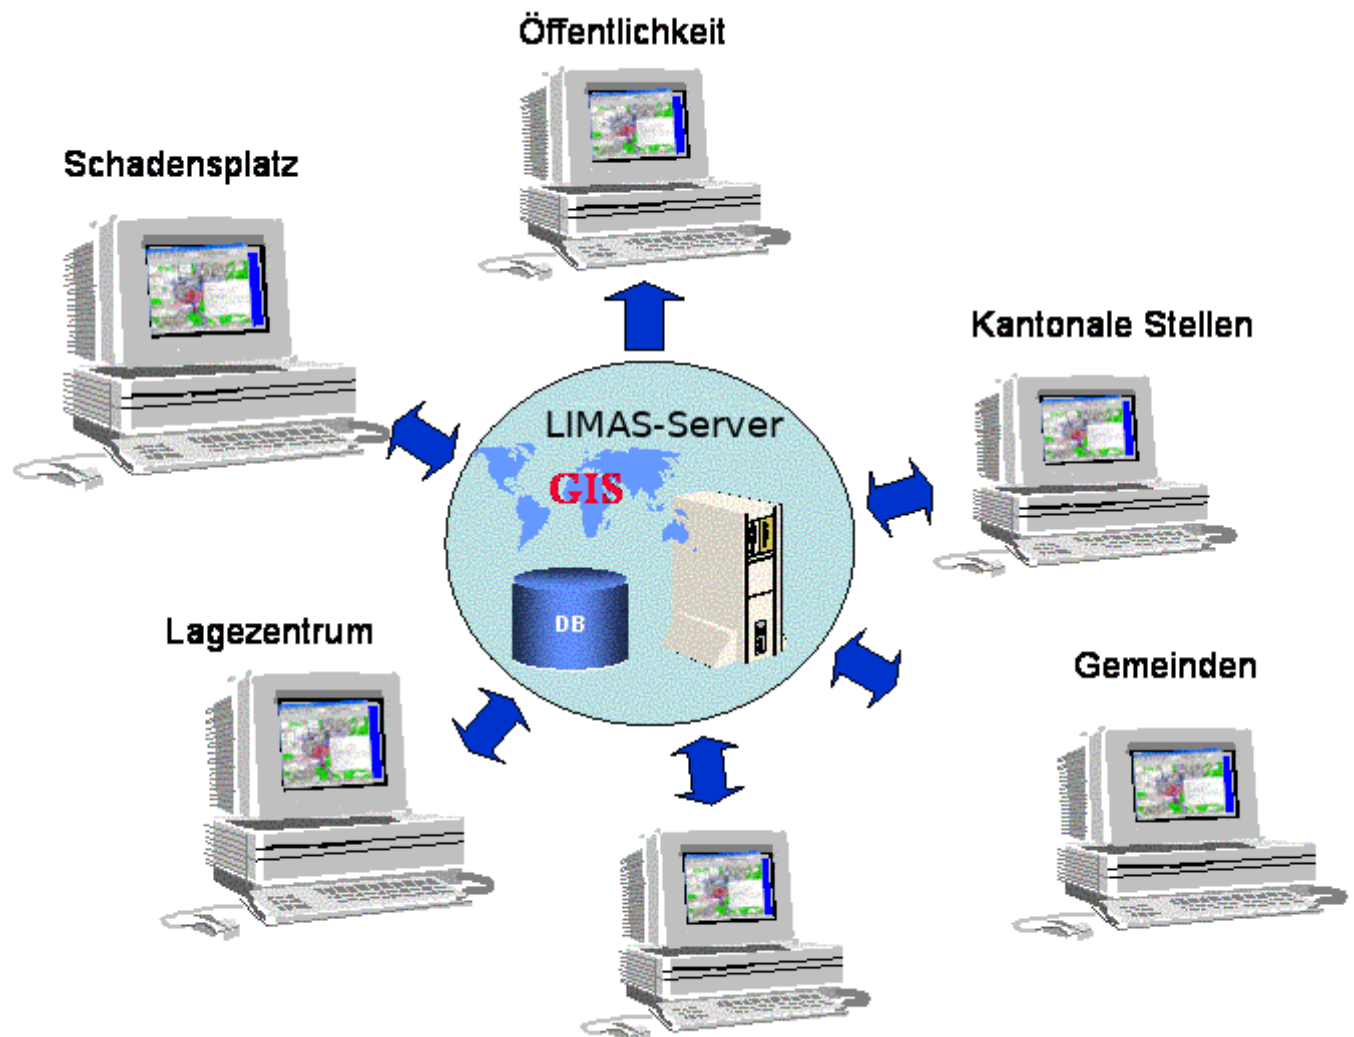 Öffentlichkeit
Schadensplatz
Kantonale Stellen
LIMAS-Server
GIS
DB
Lagezentrum
Gemeinden